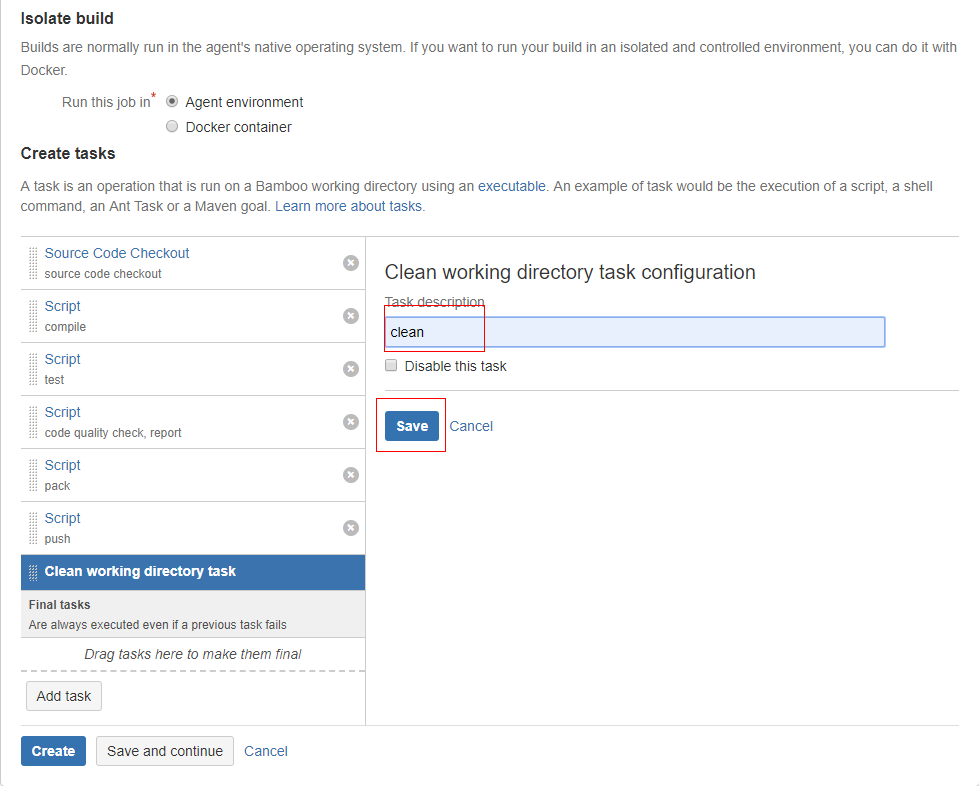 Isolate build
Builds are normally run in the agent's native operating system. If you want to run your build in an isolated and controlled environment, you can do it with
Docker.
Run this job in* Agent environment
Docker container
Create tasks
A task is an operation that is run on a Bamboo working directory using an executable. An example of task would be the execution of a script, a shell
command, an Ant Task or a Maven goal. Learn more about tasks.
Source Code Checkout
source code checkout
Script
compile
Script
test
Script
code quality check, report
Script
pack
Script
push
Clean working directory task
Final tasks
Are always executed even if a previous task fails
Drag tasks here to make them final
Add task
Clean working directory task configuration
Task description
clean
Disable this task
Save Cancel
Create Save and continue Cancel